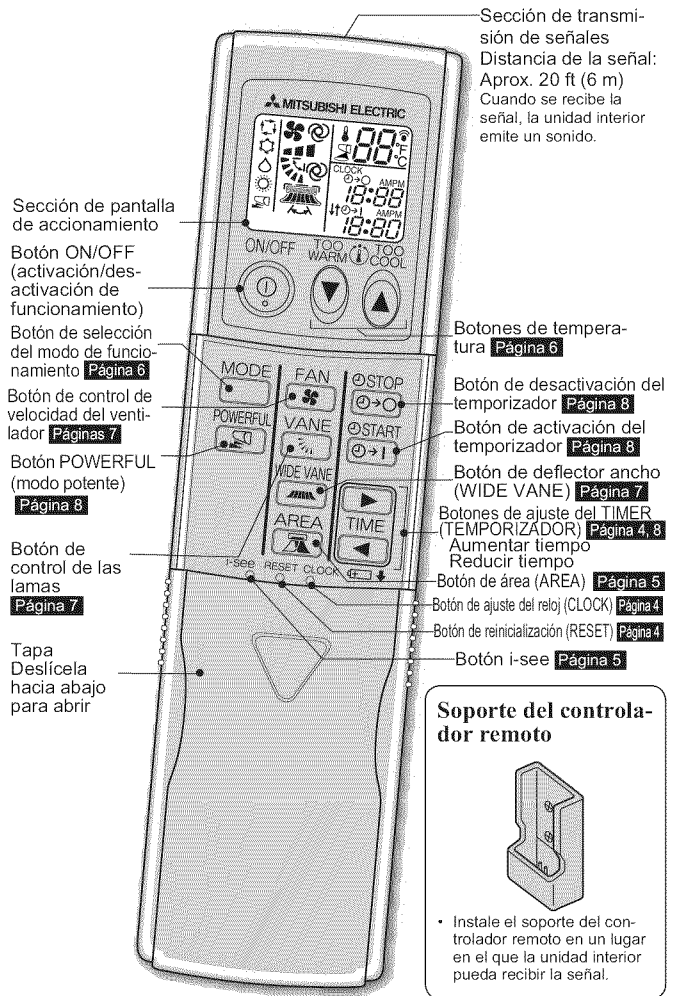 Sección de transmi-
sión de señales
Distancia de la señal:
Aprox. 20 ft (6 m)
Cuando se recibe la
señal, la unidad interior
emite un sonido.
MITSUBISHI ELECTRIC
88°F°C
CLOCK
AMPM
18:88
AMPM
18:80
Sección de pantalla
de accionamiento
ON/OFF
TOO WARM
TOO COOL
Botón ON/OFF
(activación/des-
activación de
funcionamiento)
Botones de tempera-
tura Página 6
Botón de selección
del modo de funcio-
namiento Página 6
MODE
FAN
STOP
Botón de desactivación del
temporizador Página 8
Botón de control de
velocidad del venti-
lador Páginas 7
POWERFUL
VANE
START
Botón de activación del
temporizador Página 8
Botón POWERFUL
(modo potente)
Página 8
WIDE VANE
Botón de deflector ancho
(WIDE VANE) Página 7
AREA
TIME
Botones de ajuste del TIMER
(TEMPORIZADOR) Página 4, 8
Aumentar tiempo
Reducir tiempo
Botón de
control de las
lamas
Página 7
i-see RESET CLOCK
Botón de área (AREA) Página 5
Botón de ajuste del reloj (CLOCK) Página 4
Botón de reinicialización (RESET) Página 4
Botón i-see Página 5
Tapa
Deslícela
hacia abajo
para abrir
Soporte del controla-
dor remoto
• Instale el soporte del con-
trolador remoto en un lugar
en el que la unidad interior
pueda recibir la señal.